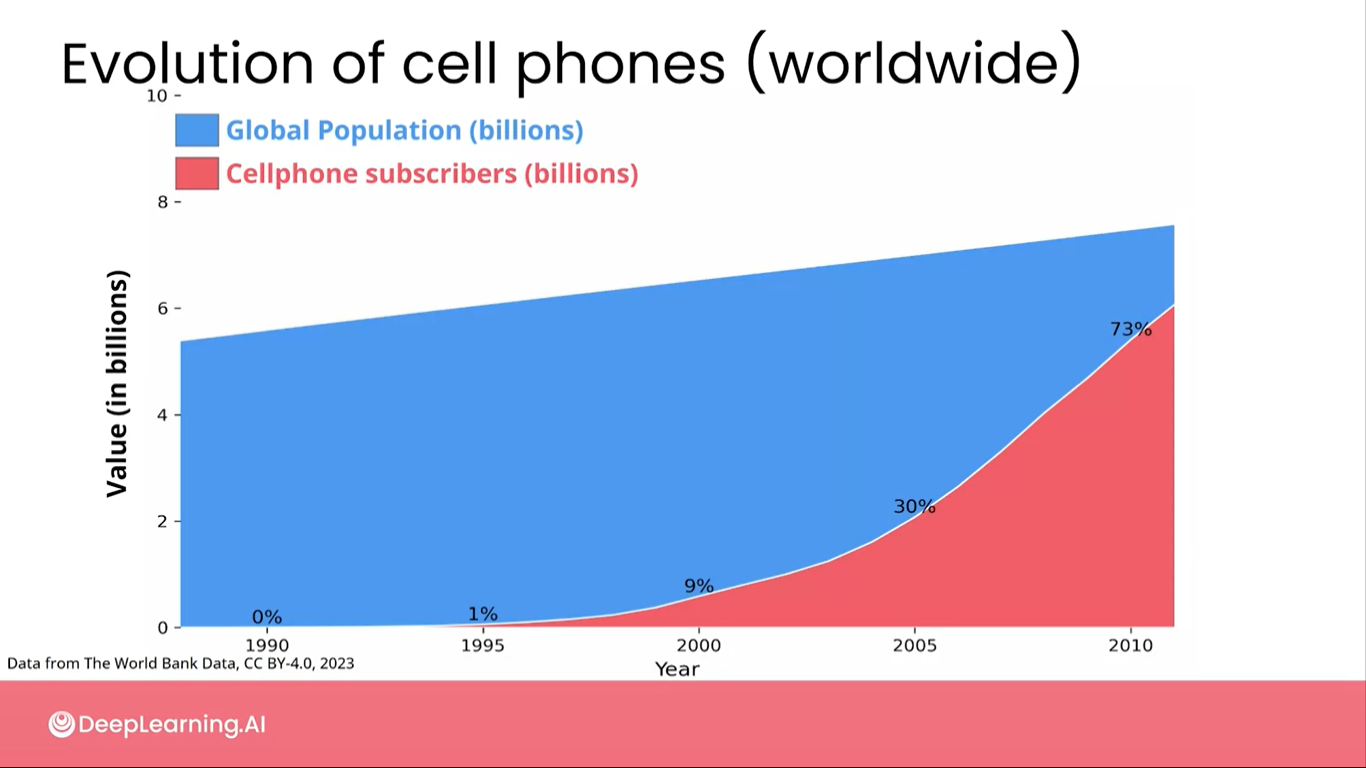 Evolution of cell phones (worldwide)
10
Global Population (billions)
Cellphone subscribers (billions)
8
Value (in billions)
6
73%
4
30%
2
9%
1%
0%
0
1990 1995 2000 2005 2010
Data from The World Bank Data, CC BY-4.0, 2023
Year
DeepLearning.AI